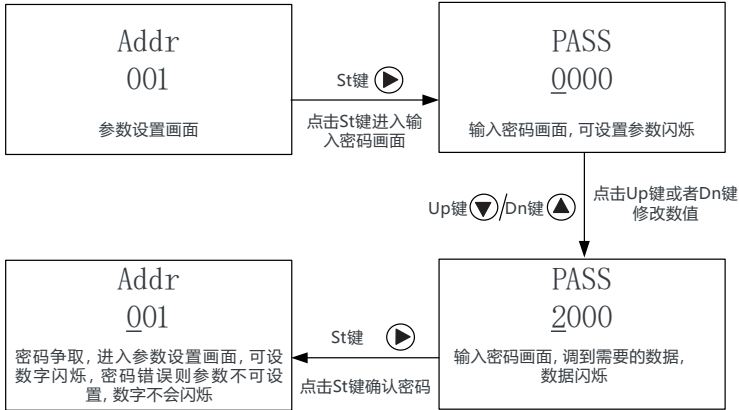 Addr
001
参数设置画面
St键
点击St键进入输
入密码画面
PASS
0000
输入密码画面, 可设置参数闪烁
Up键/Dn键
点击Up键或者Dn键
修改数值
PASS
2000
输入密码画面, 调到需要的数据,
数据闪烁
St键
点击St键确认密码
Addr
001
密码争取, 进入参数设置画面, 可设
数字闪烁, 密码错误则参数不可设
置, 数字不会闪烁